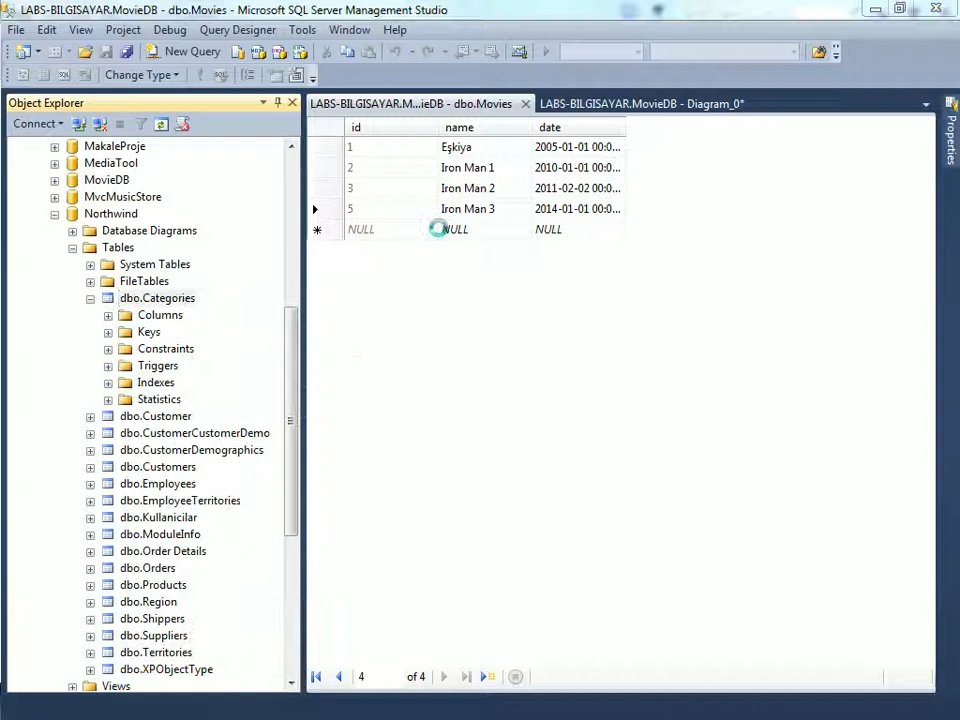 LABS-BILGISAYAR.MovieDB - dbo.Movies - Microsoft SQL Server Management Studio
File Edit View Project Debug Query Designer Tools Window Help
New Query
Change Type
Object Explorer
Connect
MakaleProje
MediaTool
MovieDB
MvcMusicStore
Northwind
Database Diagrams
Tables
System Tables
FileTables
dbo.Categories
Columns
Keys
Constraints
Triggers
Indexes
Statistics
dbo.Customer
dbo.CustomerCustomerDemo
dbo.CustomerDemographics
dbo.Customers
dbo.Employees
dbo.EmployeeTerritories
dbo.Kullanicilar
dbo.ModuleInfo
dbo.Order Details
dbo.Orders
dbo.Products
dbo.Region
dbo.Shippers
dbo.Suppliers
dbo.Territories
dbo.XPObjectType
Views
LABS-BILGISAYAR.M...ieDB - dbo.Movies LABS-BILGISAYAR.MovieDB - Diagram_0*
id name date
1 Eşkiya 2005-01-01 00:0...
2 Iron Man 1 2010-01-01 00:0...
3 Iron Man 2 2011-02-02 00:0...
5 Iron Man 3 2014-01-01 00:0...
NULL NULL NULL
4 of 4
Properties